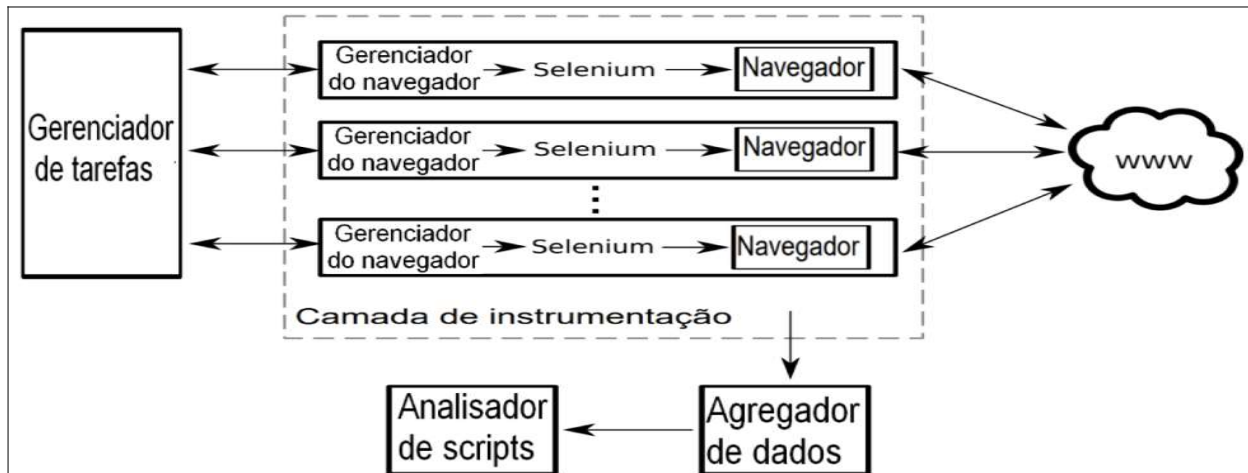 Gerenciador
de tarefas
Gerenciador
do navegador
Selenium
Navegador
Gerenciador
do navegador
Selenium
Navegador
Gerenciador
do navegador
Selenium
Navegador
Camada de instrumentação
www
Analisador
de scripts
Agregador
de dados